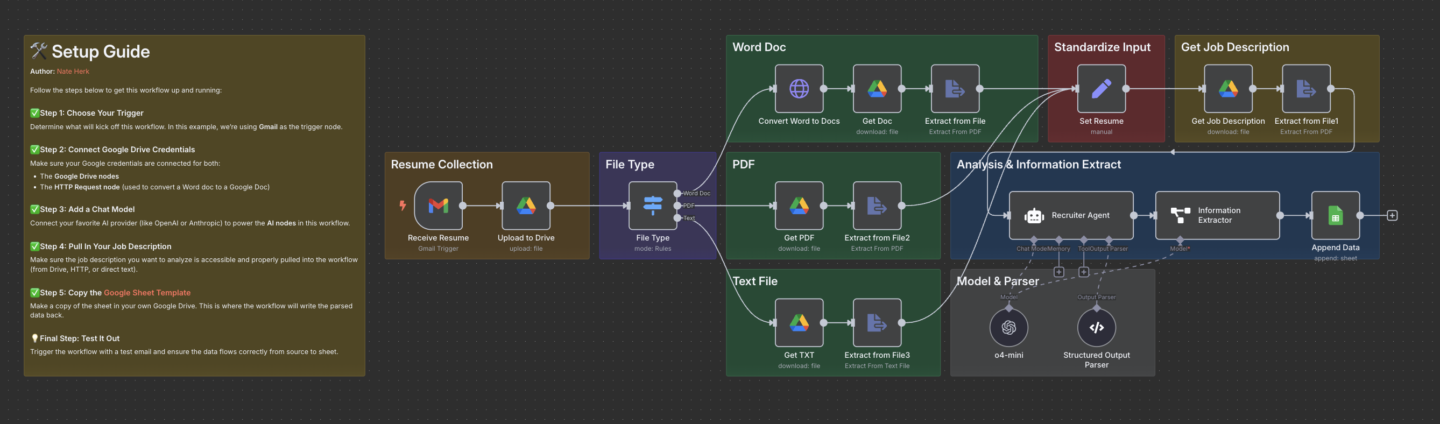 🛠️ Setup Guide
Author: Nate Herk
Follow the steps below to get this workflow up and running:
✅Step 1: Choose Your Trigger
Determine what will kick off this workflow. In this example, we're using Gmail as the trigger node.
✅Step 2: Connect Google Drive Credentials
Make sure your Google credentials are connected for both:
• The Google Drive nodes
• The HTTP Request node (used to convert a Word doc to a Google Doc)
✅Step 3: Add a Chat Model
Connect your favorite AI provider (like OpenAI or Anthropic) to power the AI nodes in this workflow.
✅Step 4: Pull In Your Job Description
Make sure the job description you want to analyze is accessible and properly pulled into the workflow
(from Drive, HTTP, or direct text).
✅Step 5: Copy the Google Sheet Template
Make a copy of the sheet in your own Google Drive. This is where the workflow will write the parsed
data back.
💡Final Step: Test It Out
Trigger the workflow with a test email and ensure the data flows correctly from source to sheet.
Resume Collection
Receive Resume
Gmail Trigger
Upload to Drive
upload: file
File Type
Word Doc
PDF
Text
File Type
mode: Rules
Word Doc
Convert Word to Docs
Get Doc
download: file
Extract from File
Extract From PDF
PDF
Get PDF
download: file
Extract from File2
Extract From PDF
Text File
Get TXT
download: file
Extract from File3
Extract From Text File
Standardize Input
Set Resume
manual
Get Job Description
Get Job Description
download: file
Extract from File1
Extract From PDF
Analysis & Information Extract
Recruiter Agent
Chat Model
Memory
Tool
Output Parser
Information
Extractor
Model*
Append Data
append: sheet
Model & Parser
Model
o4-mini
Output Parser
Structured Output
Parser